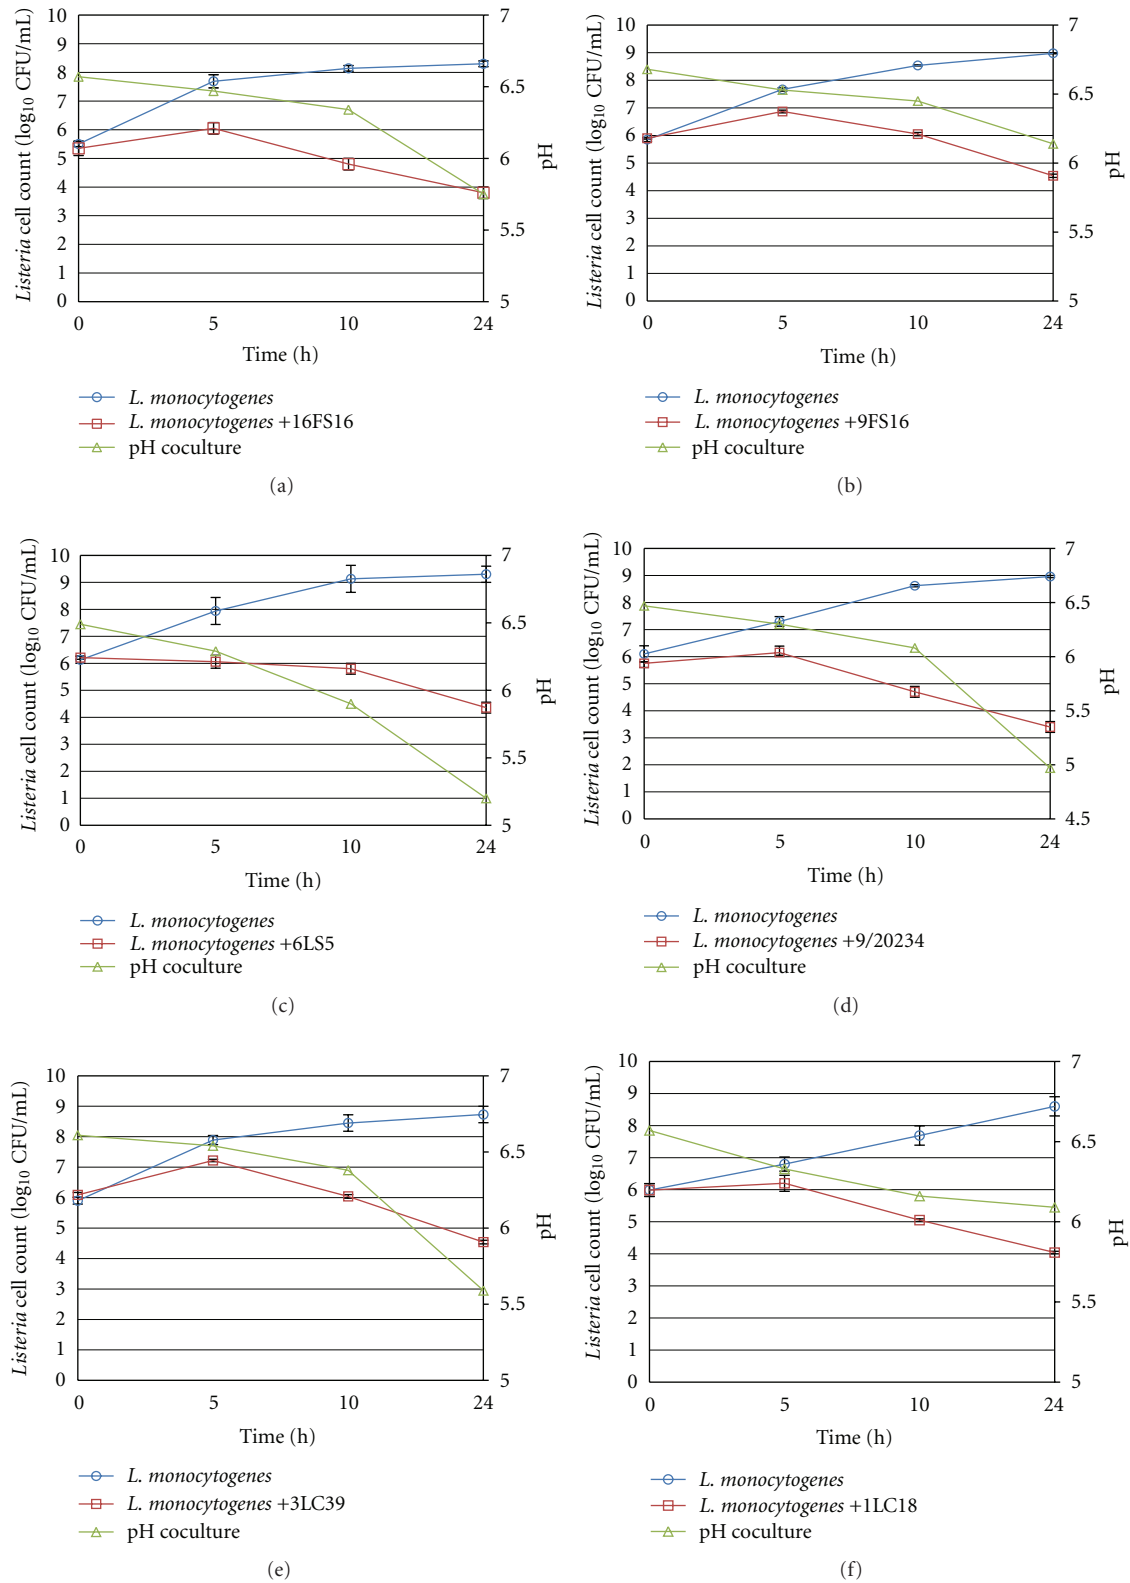 10
9
8
7
6
5
4
3
2
1
0
7
6.5
6
5.5
5
Listeria cell count (log10 CFU/mL)
pH
0 5 10 24
Time (h)
L. monocytogenes
L. monocytogenes +16FS16
pH coculture
(a)
10
9
8
7
6
5
4
3
2
1
0
7
6.5
6
5.5
5
Listeria cell count (log10 CFU/mL)
pH
0 5 10 24
Time (h)
L. monocytogenes
L. monocytogenes +9FS16
pH coculture
(b)
10
9
8
7
6
5
4
3
2
1
0
7
6.5
6
5.5
5
Listeria cell count (log10 CFU/mL)
pH
0 5 10 24
Time (h)
L. monocytogenes
L. monocytogenes +6LS5
pH coculture
(c)
10
9
8
7
6
5
4
3
2
1
0
7
6.5
6
5.5
5
4.5
Listeria cell count (log10 CFU/mL)
pH
0 5 10 24
Time (h)
L. monocytogenes
L. monocytogenes +9/20234
pH coculture
(d)
10
9
8
7
6
5
4
3
2
1
0
7
6.5
6
5.5
5
Listeria cell count (log10 CFU/mL)
pH
0 5 10 24
Time (h)
L. monocytogenes
L. monocytogenes +3LC39
pH coculture
(e)
10
9
8
7
6
5
4
3
2
1
0
7
6.5
6
5.5
5
Listeria cell count (log10 CFU/mL)
pH
0 5 10 24
Time (h)
L. monocytogenes
L. monocytogenes +1LC18
pH coculture
(f)